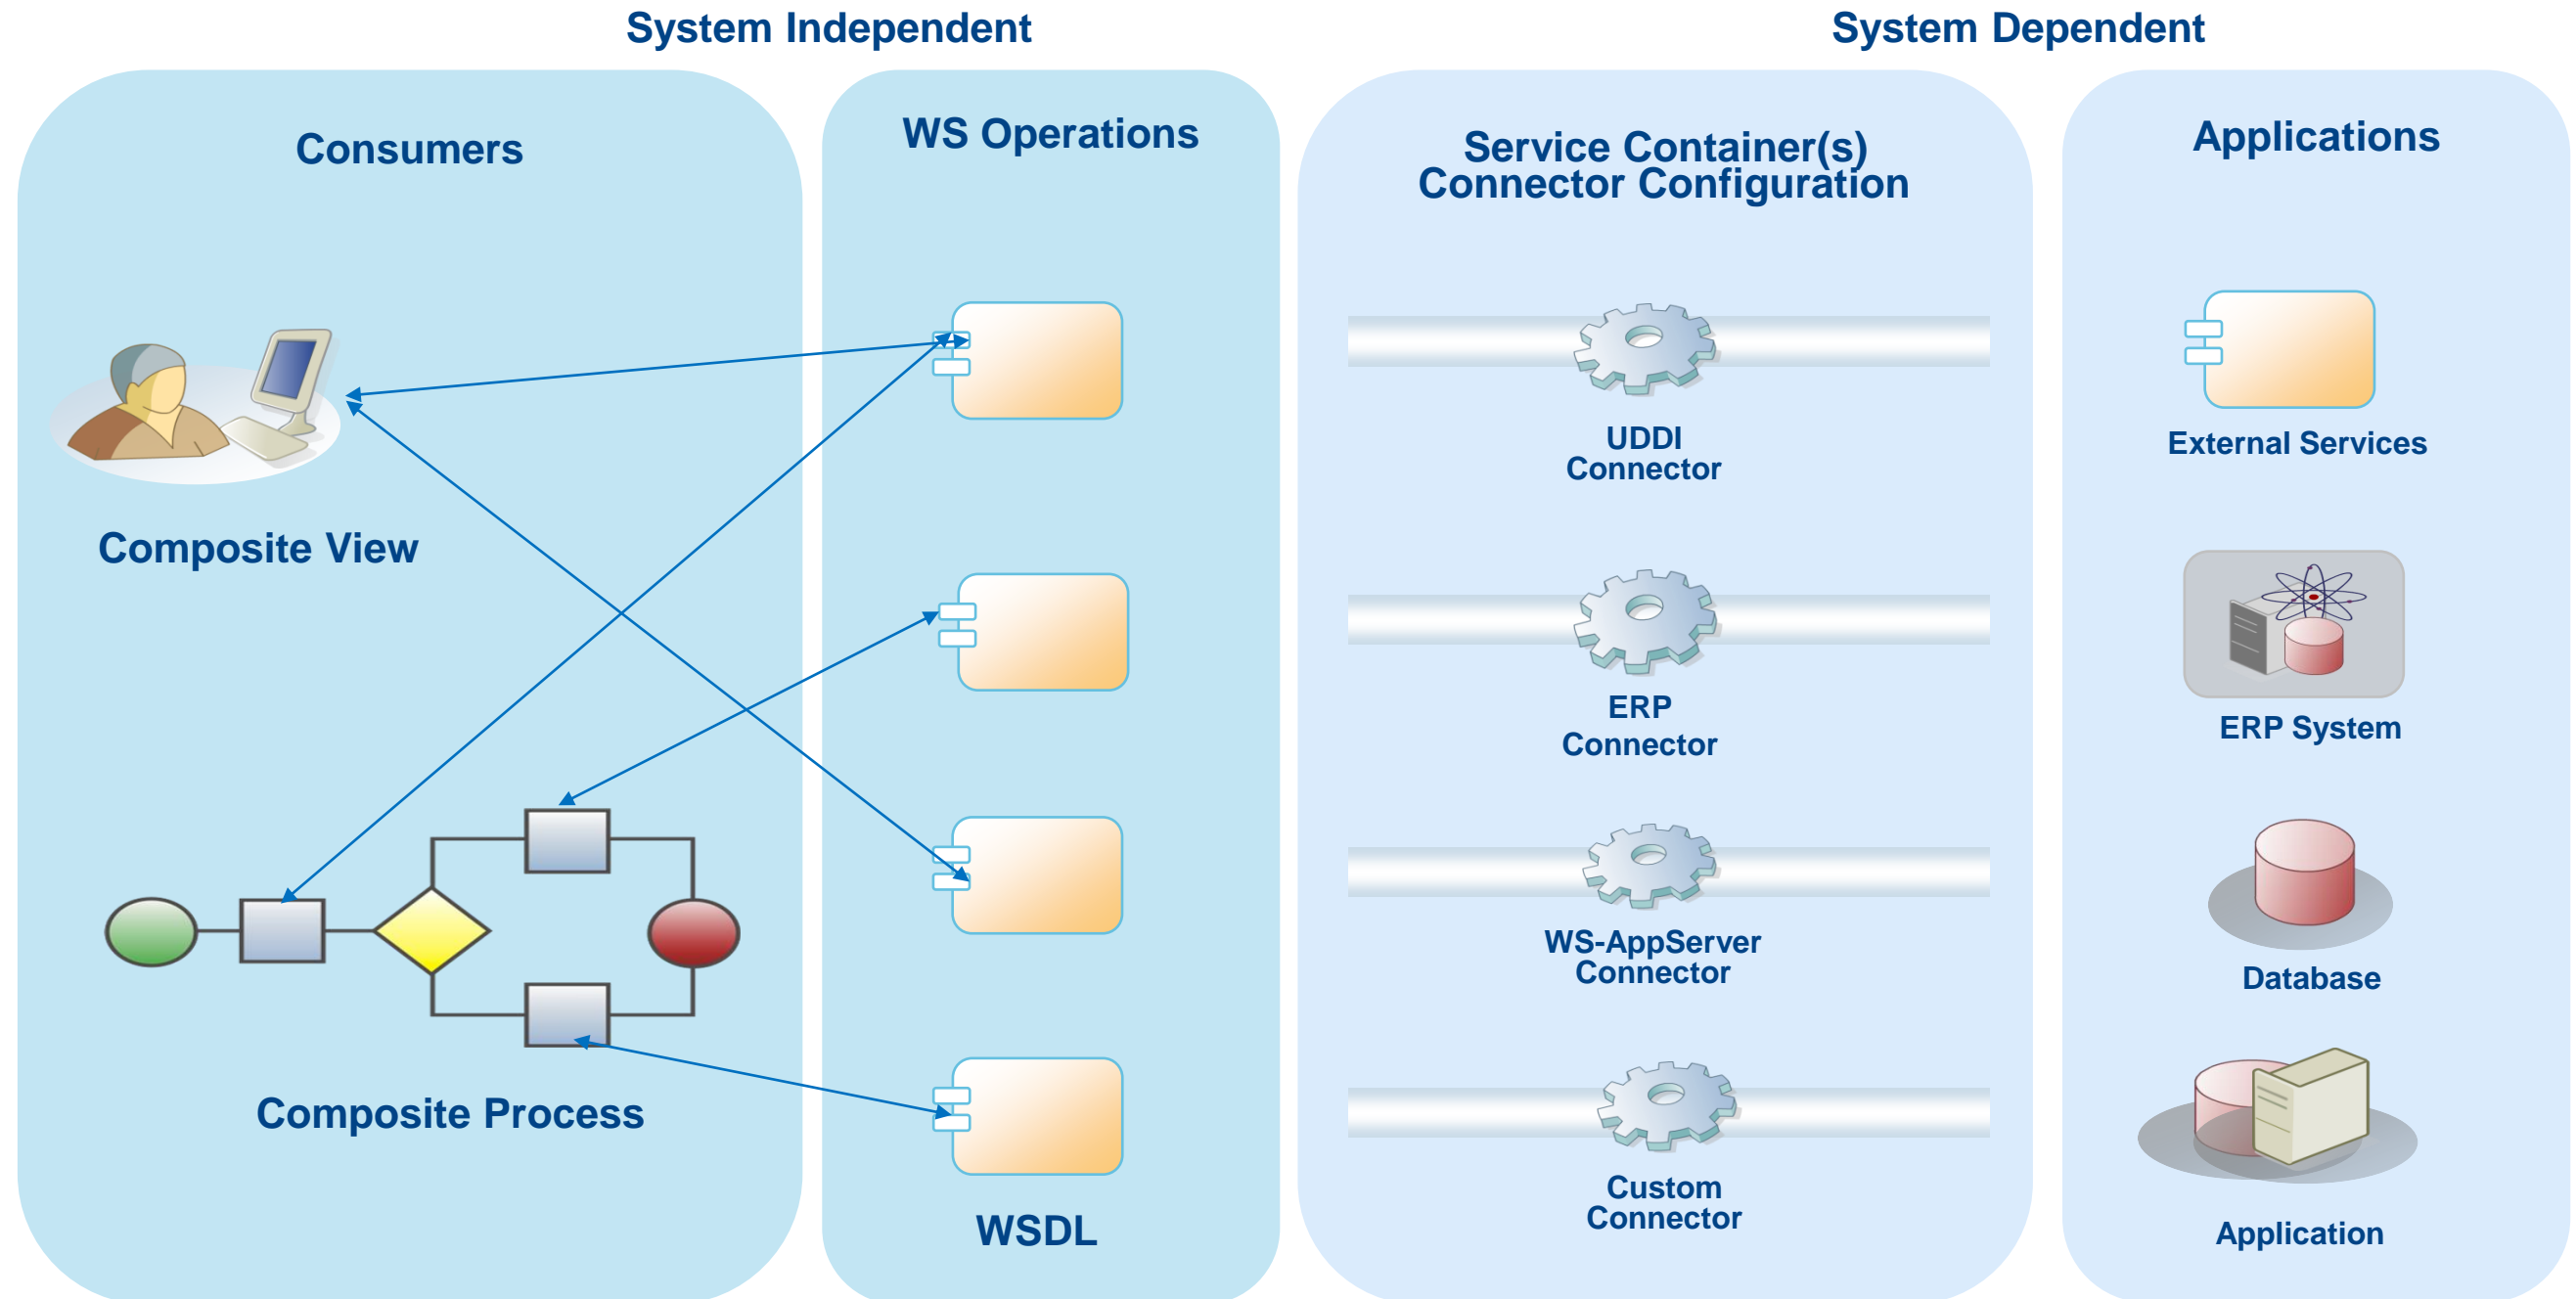 System Independent
System Dependent
Consumers
WS Operations
Service Container(s)
Connector Configuration
Applications
UDDI
Connector
External Services
Composite View
ERP
Connector
ERP System
WS-AppServer
Connector
Database
Composite Process
Custom
Connector
WSDL
Application